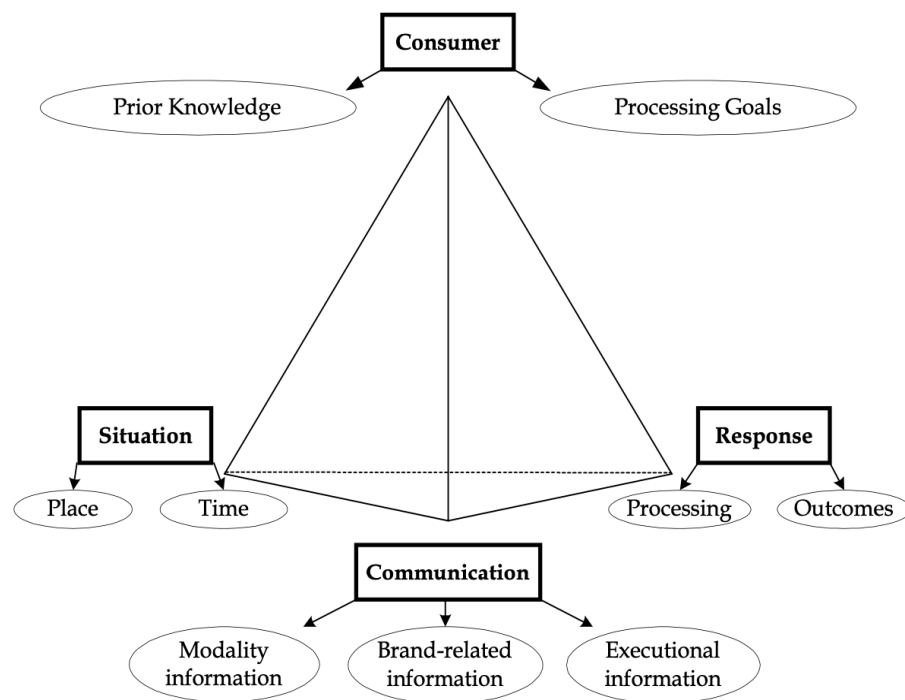 Consumer
Prior Knowledge
Processing Goals
Situation
Response
Place
Time
Processing
Outcomes
Communication
Modality
information
Brand-related
information
Executional
information